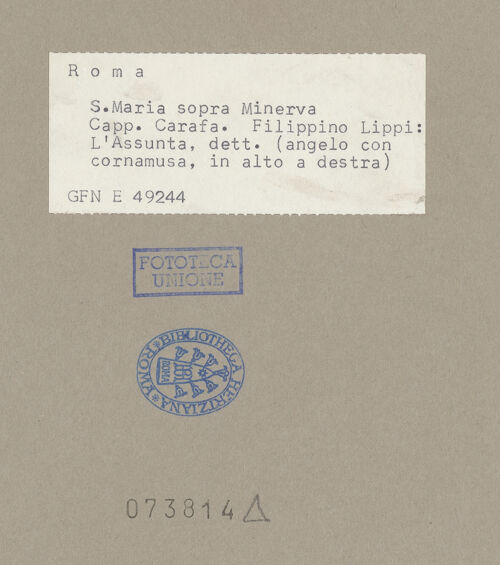 Roma
S.Maria sopra Minerva
Capp. Carafa. Filippino Lippi:
L'Assunta, dett. (angelo con
cornamusa, in alto a destra)
GFN E 49244
FOTOTECA
UNIONE
*BIBLIOTHECA HERTZIANA*ROMA
ROMA
073814